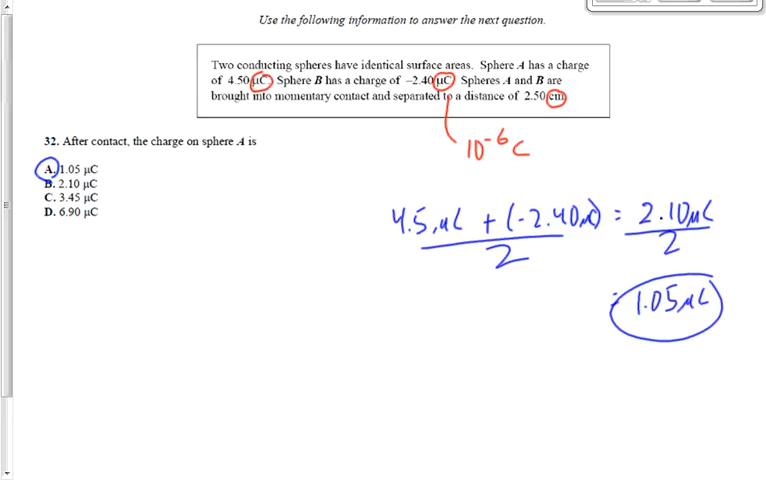 Use the following information to answer the next question.
Two conducting spheres have identical surface areas. Sphere A has a charge
of 4.50 μC. Sphere B has a charge of −2.40 μC. Spheres A and B are
brought into momentary contact and separated to a distance of 2.50 cm.
10⁻⁶ C
32. After contact, the charge on sphere A is
A. 1.05 μC
B. 2.10 μC
C. 3.45 μC
D. 6.90 μC
4.5 μC + (-2.40 μC) = 2.10 μC
2 2
= 1.05 μC